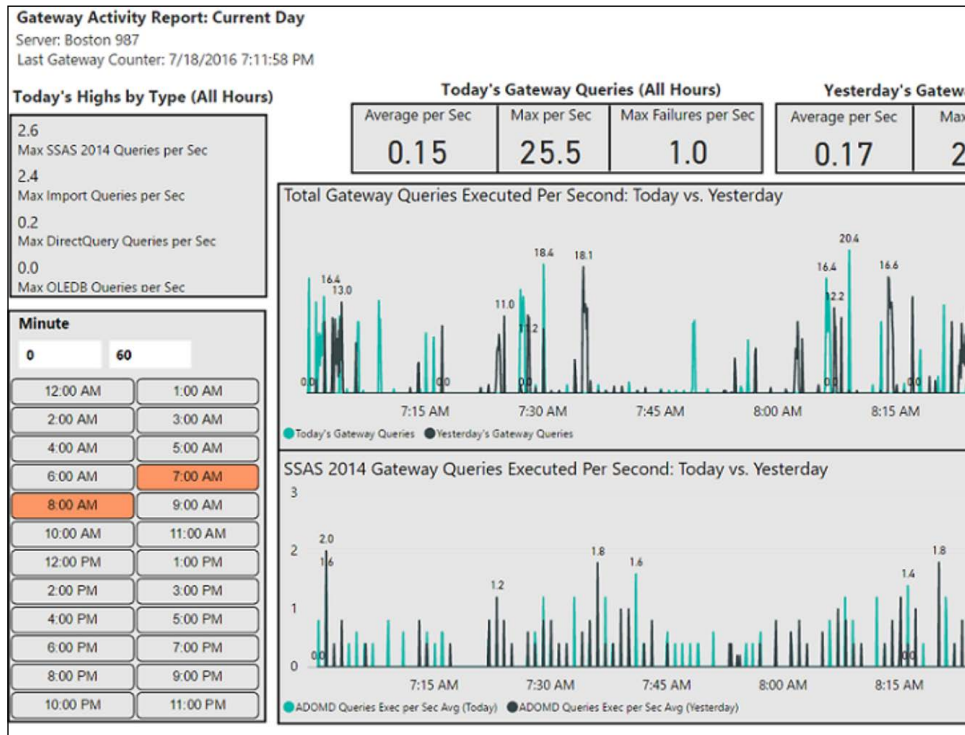 Gateway Activity Report: Current Day
Server: Boston 987
Last Gateway Counter: 7/18/2016 7:11:58 PM
Today's Highs by Type (All Hours)
2.6
Max SSAS 2014 Queries per Sec
2.4
Max Import Queries per Sec
0.2
Max DirectQuery Queries per Sec
0.0
Max OLEDB Queries per Sec
Today's Gateway Queries (All Hours)
Average per Sec Max per Sec Max Failures per Sec
0.15 25.5 1.0
Yesterday's Gatew
Average per Sec Max
0.17 2
Minute
0 60
12:00 AM 1:00 AM
2:00 AM 3:00 AM
4:00 AM 5:00 AM
6:00 AM 7:00 AM
8:00 AM 9:00 AM
10:00 AM 11:00 AM
12:00 PM 1:00 PM
2:00 PM 3:00 PM
4:00 PM 5:00 PM
6:00 PM 7:00 PM
8:00 PM 9:00 PM
10:00 PM 11:00 PM
Total Gateway Queries Executed Per Second: Today vs. Yesterday
20.4
18.4 18.1
16.4 16.4 16.6
13.0
11.0 12.2
11.2
0.0 0.0 0.0 0.0 0.0
7:15 AM 7:30 AM 7:45 AM 8:00 AM 8:15 AM
Today's Gateway Queries Yesterday's Gateway Queries
SSAS 2014 Gateway Queries Executed Per Second: Today vs. Yesterday
3
2.0 1.8 1.8
2
1.6 1.6
1.4
1.2
1
0.0 0.0
0
7:15 AM 7:30 AM 7:45 AM 8:00 AM 8:15 AM
ADOMD Queries Exec per Sec Avg (Today) ADOMD Queries Exec per Sec Avg (Yesterday)